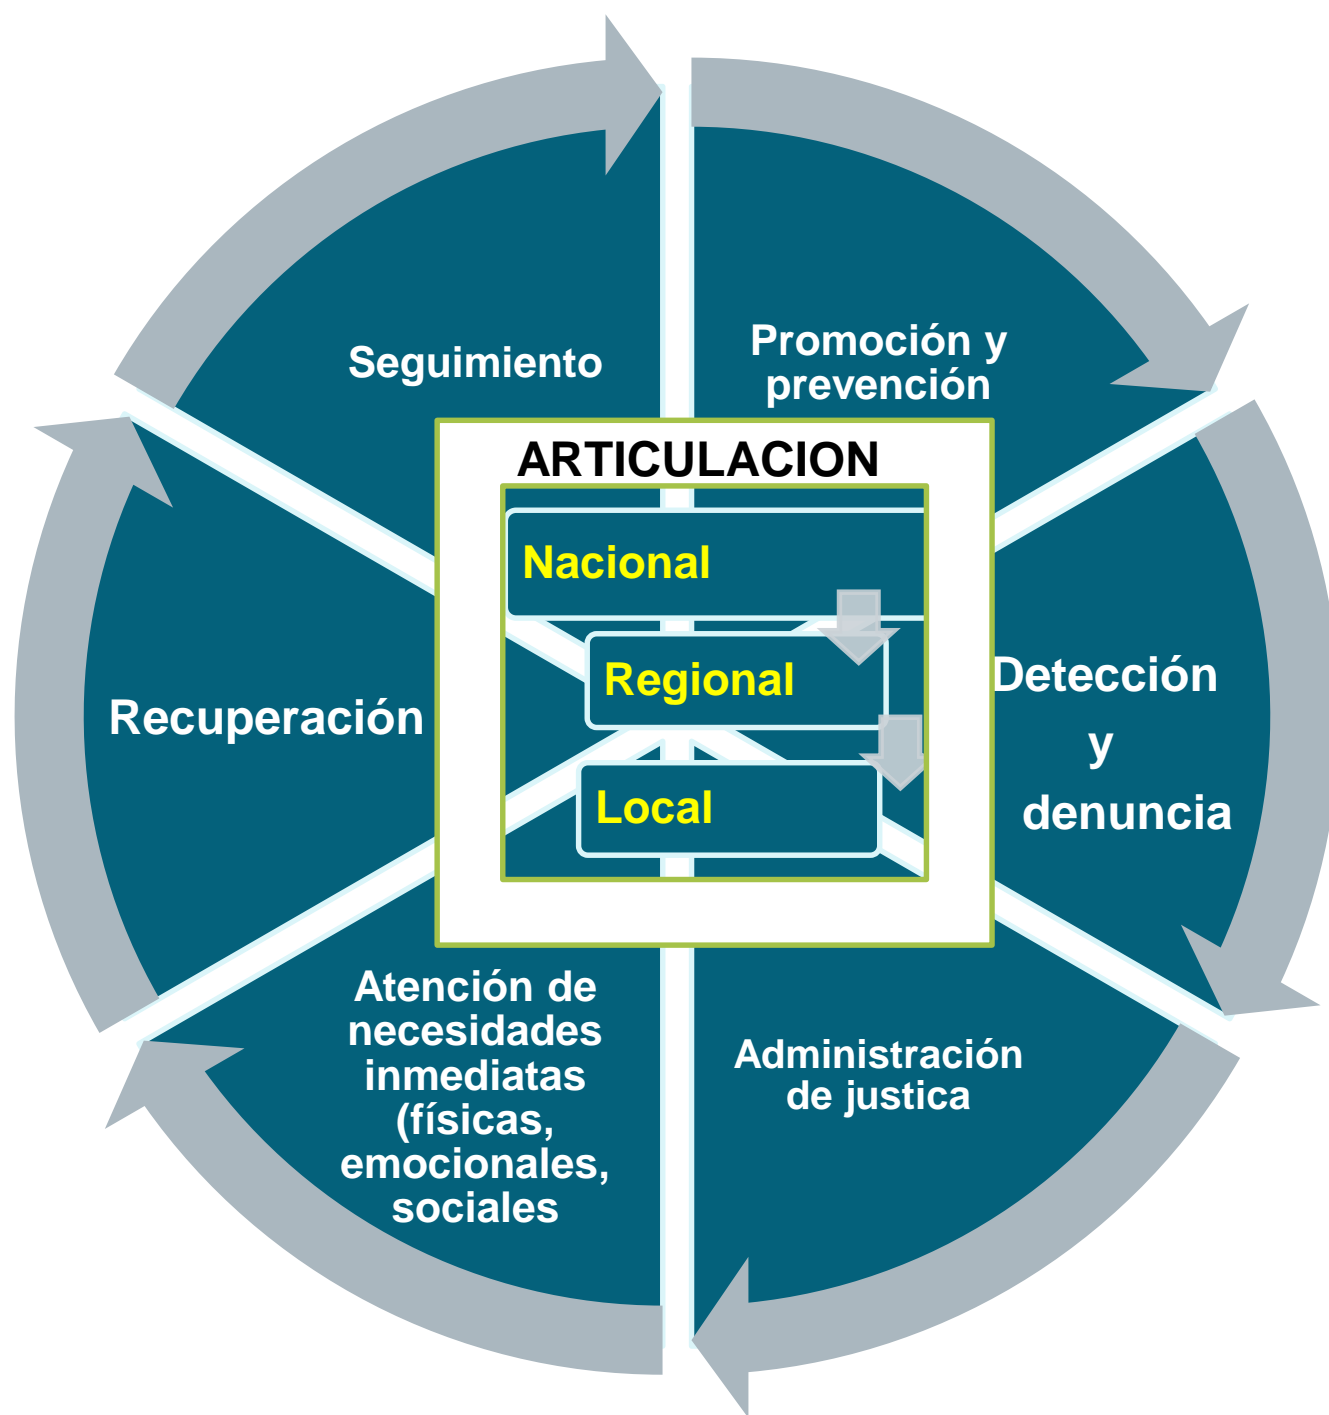 Seguimiento
Promoción y
prevención
ARTICULACION
Nacional
Regional
Local
Recuperación
Detección
y
denuncia
Atención de
necesidades
inmediatas
(físicas,
emocionales,
sociales
Administración
de justica